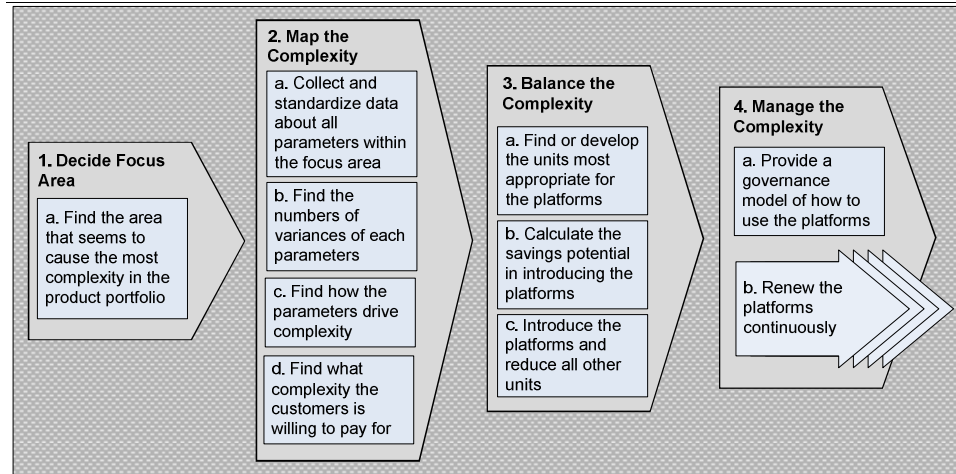 1. Decide Focus
Area
a. Find the area
that seems to
cause the most
complexity in the
product portfolio
2. Map the
Complexity
a. Collect and
standardize data
about all
parameters within
the focus area
b. Find the
numbers of
variances of each
parameters
c. Find how the
parameters drive
complexity
d. Find what
complexity the
customers is
willing to pay for
3. Balance the
Complexity
a. Find or develop
the units most
appropriate for
the platforms
b. Calculate the
savings potential
in introducing the
platforms
c. Introduce the
platforms and
reduce all other
units
4. Manage the
Complexity
a. Provide a
governance
model of how to
use the platforms
b. Renew the
platforms
continuously